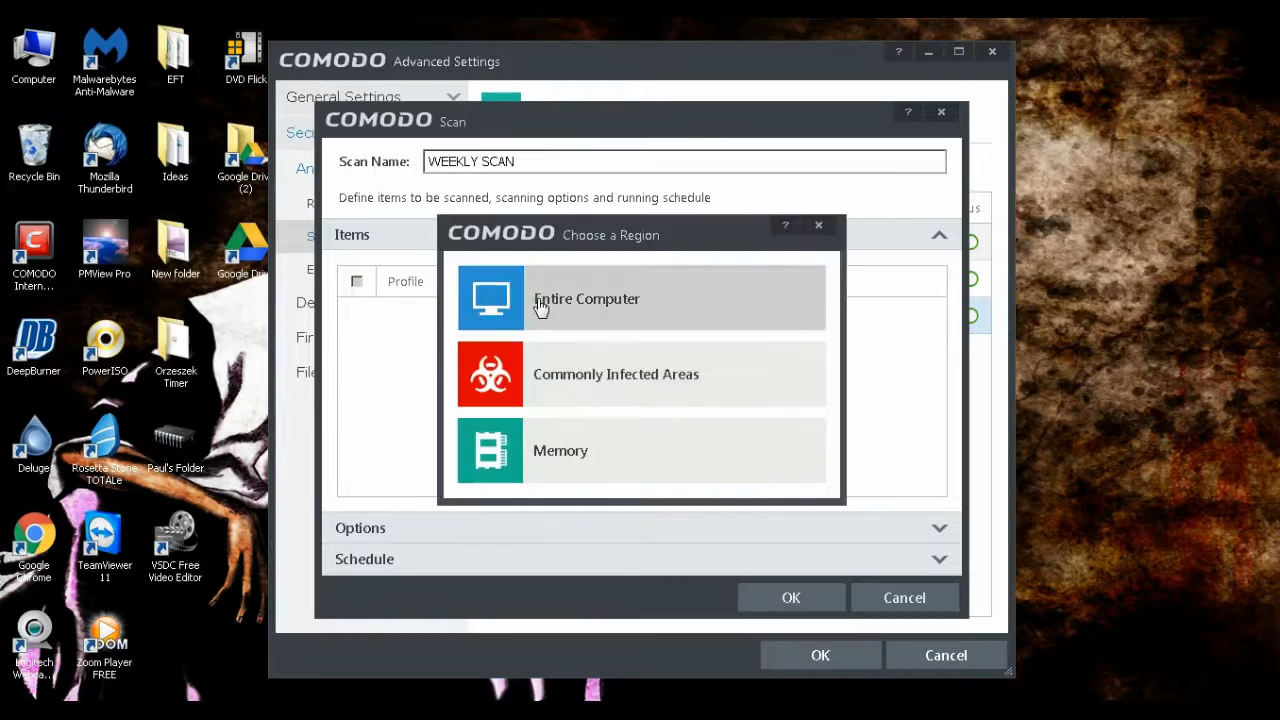 Computer
Malwarebytes
Anti-Malware
EFT
DVD Flick
Recycle Bin
Mozilla
Thunderbird
Ideas
Google Driv
(2)
COMODO
Intern...
PMView Pro
New folder
Google Driv
DeepBurner
PowerISO
Orzeszek
Timer
Deluge
Rosetta Stone
TOTALe
Paul's Folder
Google
Chrome
TeamViewer
11
VSDC Free
Video Editor
Logitech
Webca...
Zoom Player
FREE
COMODO Advanced Settings
General Settings
COMODO Scan
Scan Name: WEEKLY SCAN
Define items to be scanned, scanning options and running schedule
Items
Profile
COMODO Choose a Region
Entire Computer
Commonly Infected Areas
Memory
Options
Schedule
OK Cancel
OK Cancel